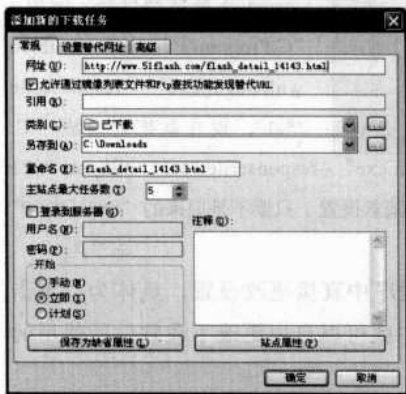 添加新的下载任务
常规 设置替代网址 高级
网址(U): http://www.51flash.com/flash_detail_14143.html
允许通过镜像列表文件和Ftp查找功能发现替代URL
引用(R):
类别(C): 已下载 ...
另存到(A): C:\Downloads ...
重命名(E): flash_detail_14143.html
主站点最大任务数(T) 5
登录到服务器(G):
用户名(N):
密码(P):
注释(O):
开始
手动(M)
立即(I)
计划(S)
保存为缺省属性(L) 站点属性(P)
确定 取消